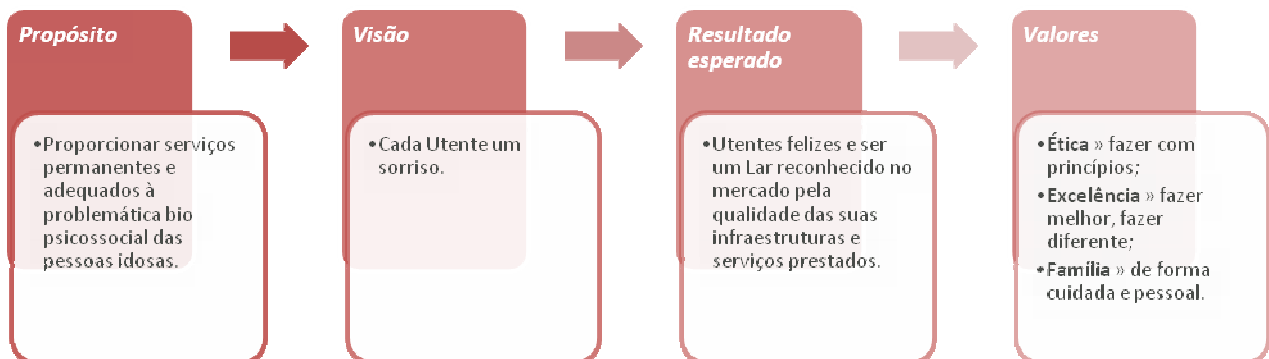 Propósito
•Proporcionar serviços
permanentes e
adequados à
problemática bio
psicossocial das
pessoas idosas.
Visão
•Cada Utente um
sorriso.
Resultado
esperado
•Utentes felizes e ser
um Lar reconhecido no
mercado pela
qualidade das suas
infraestruturas e
serviços prestados.
Valores
•Ética » fazer com
princípios;
•Excelência » fazer
melhor, fazer
diferente;
•Família » de forma
cuidada e pessoal.